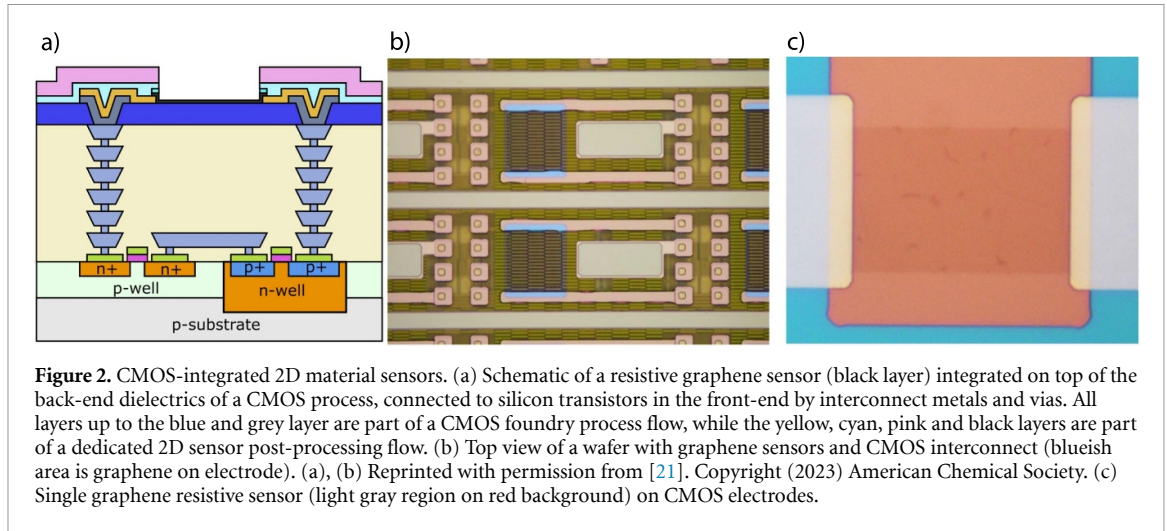 a)
b)
c)
n+
n+
p+
p+
p-well
n-well
p-substrate
Figure 2. CMOS-integrated 2D material sensors. (a) Schematic of a resistive graphene sensor (black layer) integrated on top of the
back-end dielectrics of a CMOS process, connected to silicon transistors in the front-end by interconnect metals and vias. All
layers up to the blue and grey layer are part of a CMOS foundry process flow, while the yellow, cyan, pink and black layers are part
of a dedicated 2D sensor post-processing flow. (b) Top view of a wafer with graphene sensors and CMOS interconnect (blueish
area is graphene on electrode). (a), (b) Reprinted with permission from [21]. Copyright (2023) American Chemical Society. (c)
Single graphene resistive sensor (light gray region on red background) on CMOS electrodes.